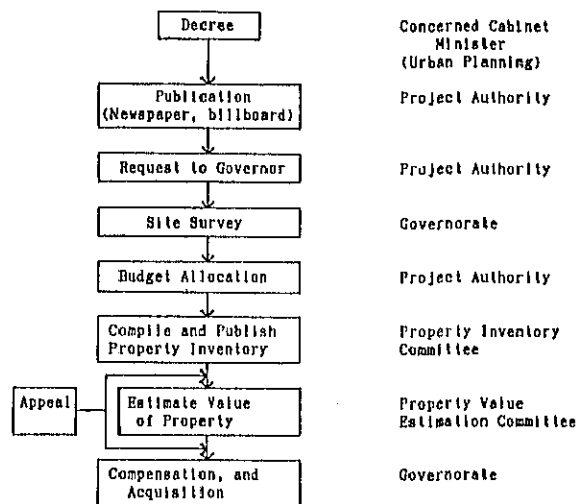 Decree
Concerned Cabinet
Minister
(Urban Planning)
Publication
(Newspaper, billboard)
Project Authority
Request to Governor
Project Authority
Site Survey
Governorate
Budget Allocation
Project Authority
Compile and Publish
Property Inventory
Property Inventory
Committee
Appeal
Estimate Value
of Property
Property Value
Estimation Committee
Compensation, and
Acquisition
Governorate